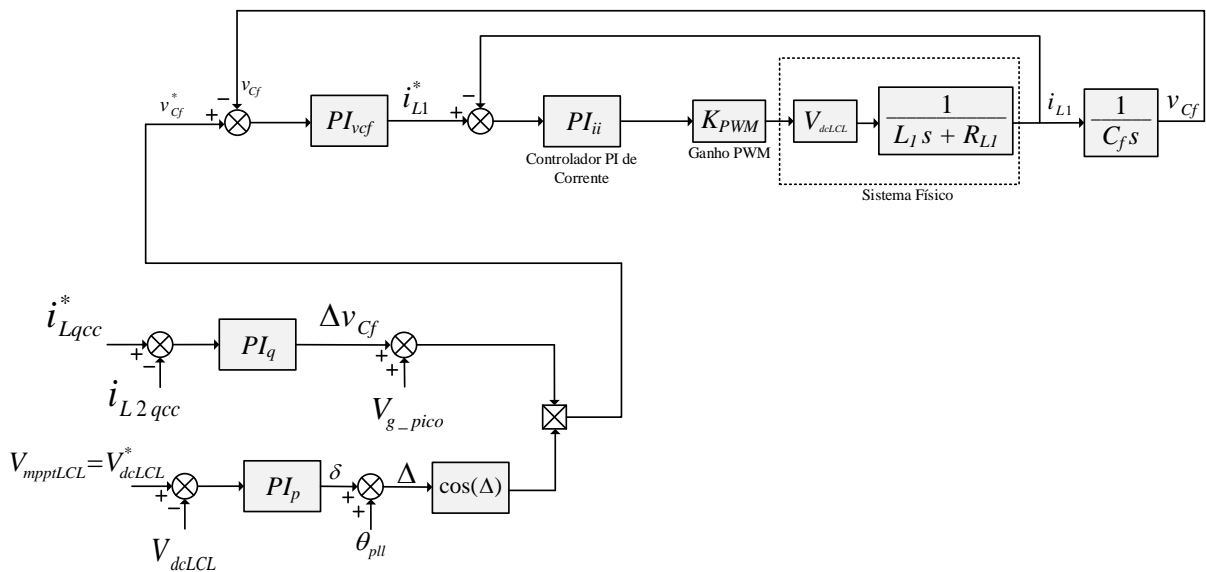 v*Cf
− vCf
+
PIvcf
i*L1
−
+
PIii
Controlador PI de
Corrente
KPWM
Ganho PWM
VdcLCL
1
L1s + RL1
Sistema Físico
iL1
1
Cf s
vCf
i*Lqcc
+
−
iL2qcc
PIq
ΔvCf
+
+
Vg_pico
VmpptLCL=V*dcLCL
+
−
VdcLCL
PIp
δ
+
+
θpll
Δ
cos(Δ)